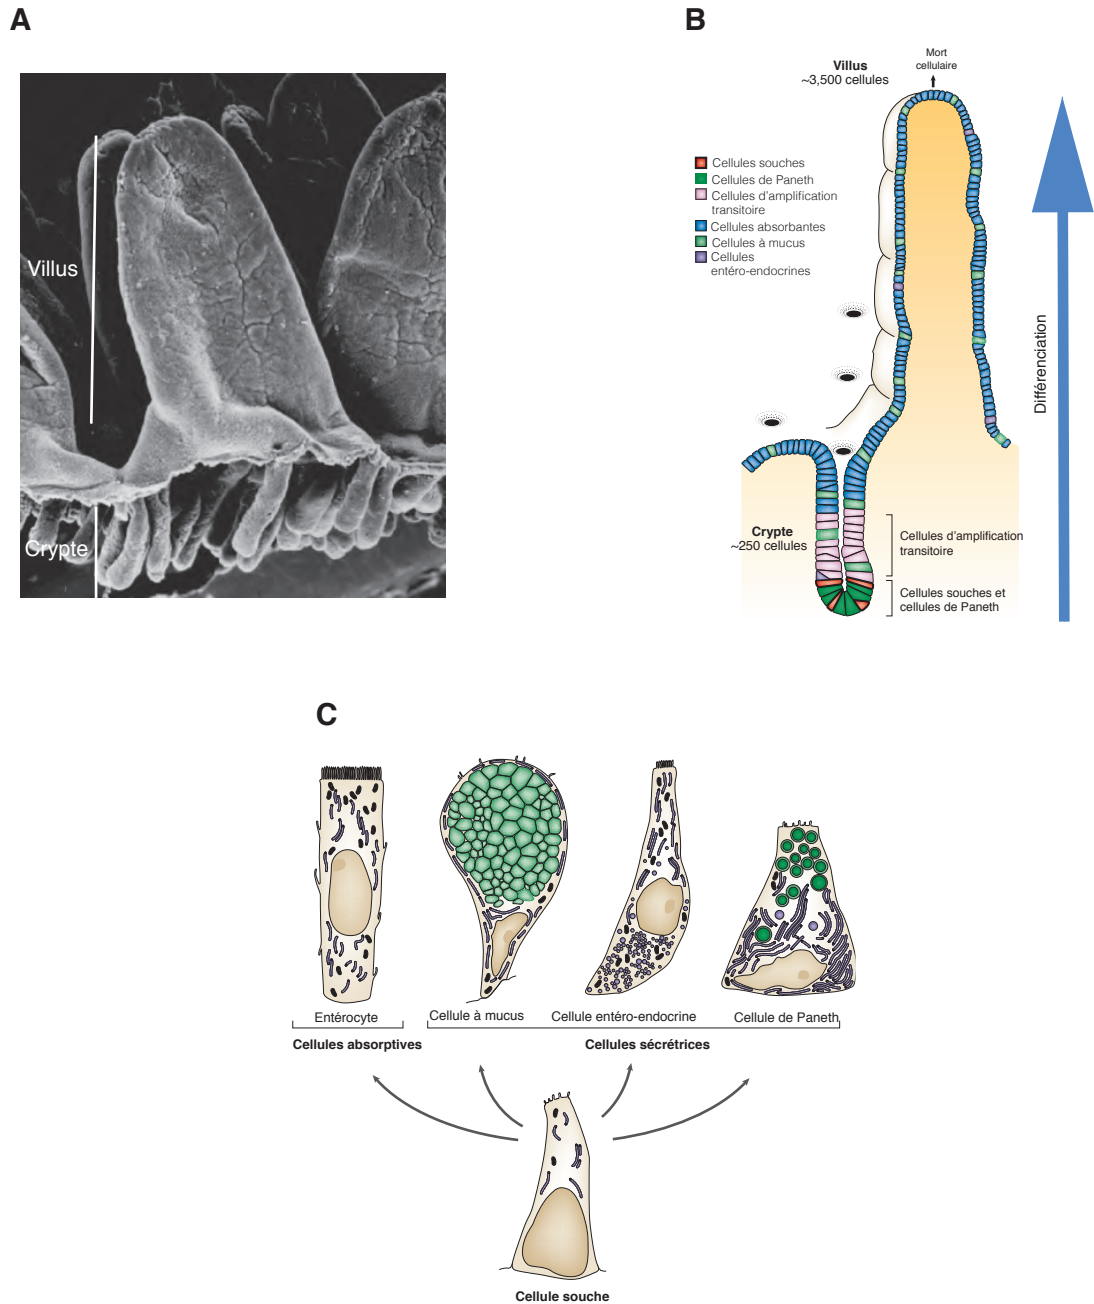 A
B
Villus
Crypte
Mort
cellulaire
Villus
~3,500 cellules
Cellules souches
Cellules de Paneth
Cellules d'amplification
transitoire
Cellules absorbantes
Cellules à mucus
Cellules
entéro-endocrines
Différenciation
Crypte
~250 cellules
Cellules d'amplification
transitoire
Cellules souches et
cellules de Paneth
C
Entérocyte
Cellule à mucus
Cellule entéro-endocrine
Cellule de Paneth
Cellules absorptives
Cellules sécrétrices
Cellule souche